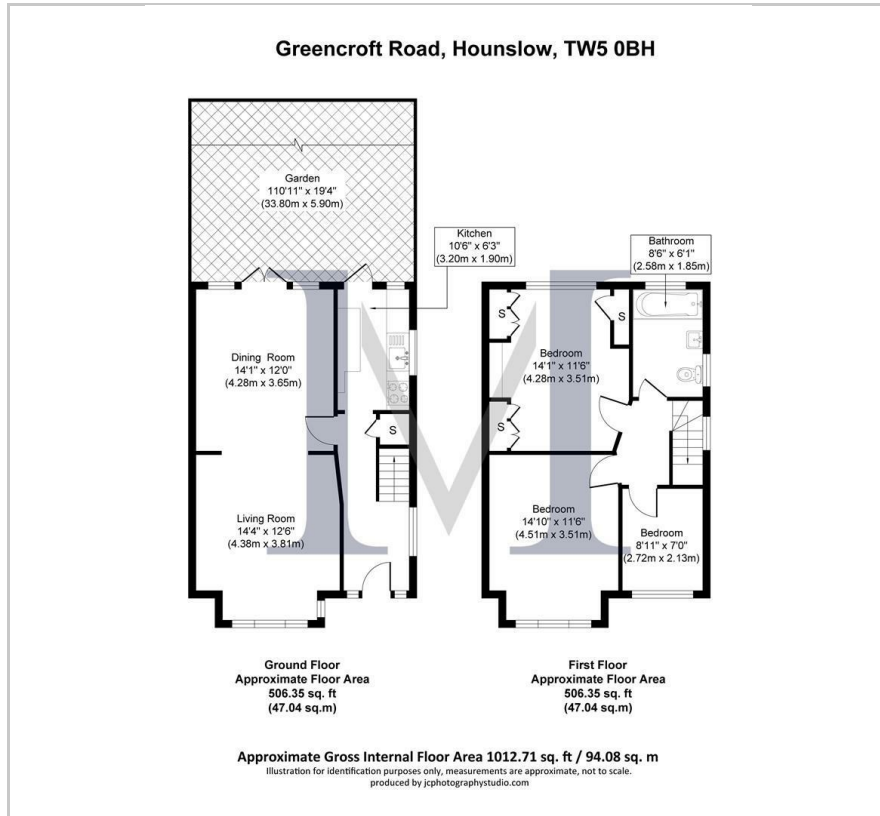 Greencroft Road, Hounslow, TW5 0BH
Garden
110'11" x 19'4"
(33.80m x 5.90m)
Kitchen
10'6" x 6'3"
(3.20m x 1.90m)
Bathroom
8'6" x 6'1"
(2.58m x 1.85m)
Dining Room
14'1" x 12'0"
(4.28m x 3.65m)
S
Living Room
14'4" x 12'6"
(4.38m x 3.81m)
S
S
Bedroom
14'1" x 11'6"
(4.28m x 3.51m)
S
Bedroom
14'10" x 11'6"
(4.51m x 3.51m)
Bedroom
8'11" x 7'0"
(2.72m x 2.13m)
Ground Floor
Approximate Floor Area
506.35 sq. ft
(47.04 sq.m)
First Floor
Approximate Floor Area
506.35 sq. ft
(47.04 sq.m)
Approximate Gross Internal Floor Area 1012.71 sq. ft / 94.08 sq. m
Illustration for identification purposes only, measurements are approximate, not to scale.
produced by jcphotographystudio.com
IMI